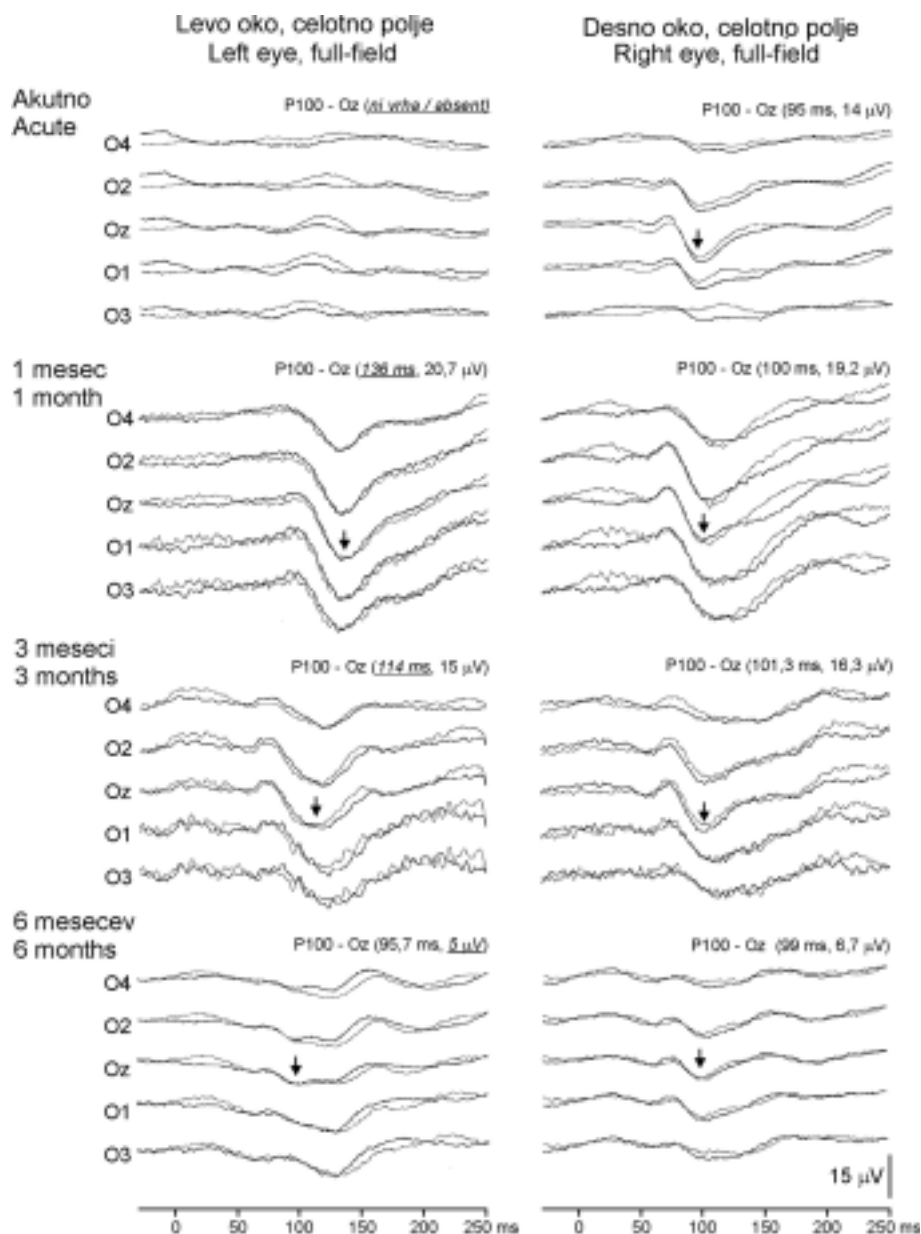 Levo oko, celotno polje
Left eye, full-field
Desno oko, celotno polje
Right eye, full-field
Akutno
Acute
P100 - Oz (ni vrha / absent)
P100 - Oz (95 ms, 14 µV)
O4
O2
Oz
O1
O3
1 mesec
1 month
P100 - Oz (136 ms, 20,7 µV)
P100 - Oz (100 ms, 19,2 µV)
O4
O2
Oz
O1
O3
3 meseci
3 months
P100 - Oz (114 ms, 15 µV)
P100 - Oz (101,3 ms, 16,3 µV)
O4
O2
Oz
O1
O3
6 mesecev
6 months
P100 - Oz (95,7 ms, 5 µV)
P100 - Oz (99 ms, 6,7 µV)
O4
O2
Oz
O1
O3
15 µV
0 50 100 150 200 250 ms
0 50 100 150 200 250 ms